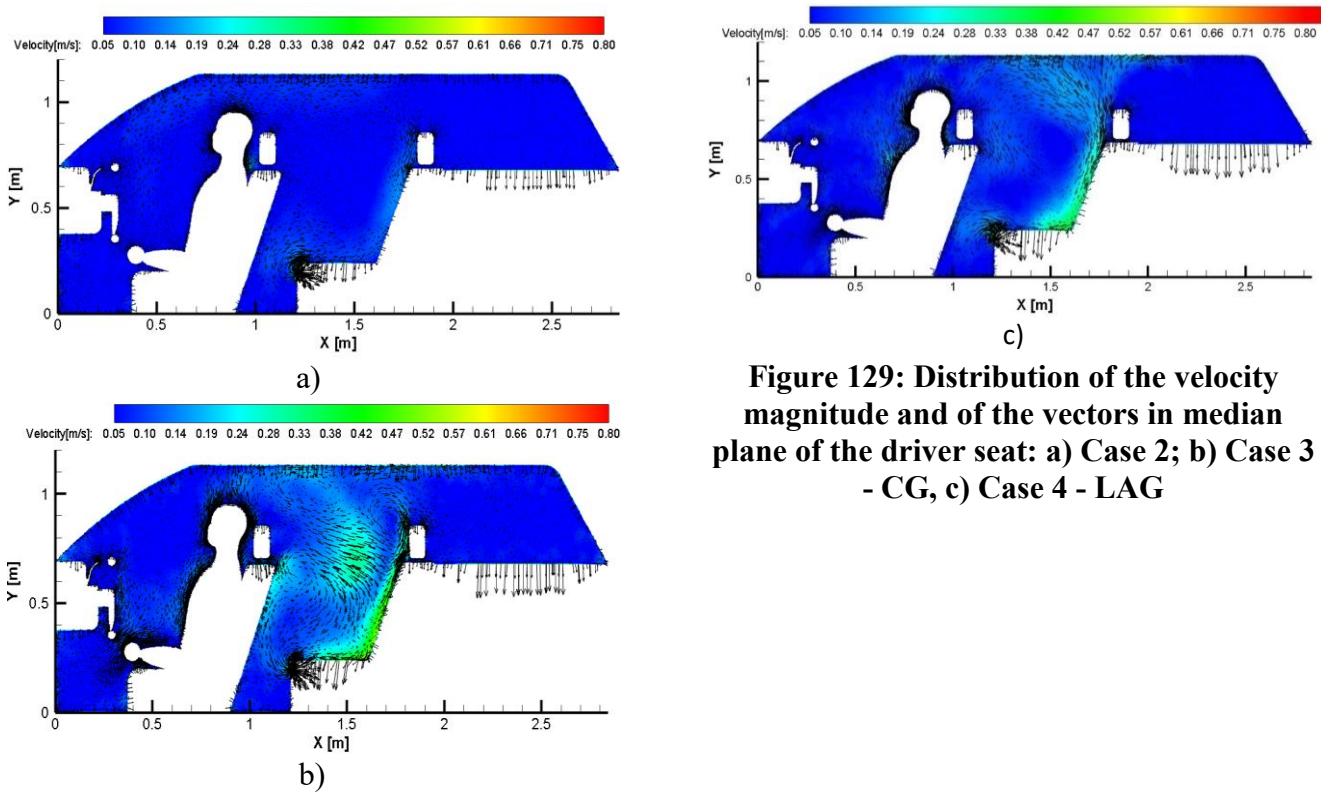 Velocity[m/s]: 0.05 0.10 0.14 0.19 0.24 0.28 0.33 0.38 0.42 0.47 0.52 0.57 0.61 0.66 0.71 0.75 0.80
Y [m]
1
0.5
0
0 0.5 1 1.5 2 2.5
X [m]
a)
Velocity[m/s]: 0.05 0.10 0.14 0.19 0.24 0.28 0.33 0.38 0.42 0.47 0.52 0.57 0.61 0.66 0.71 0.75 0.80
Y [m]
1
0.5
0
0 0.5 1 1.5 2 2.5
X [m]
b)
Velocity[m/s]: 0.05 0.10 0.14 0.19 0.24 0.28 0.33 0.38 0.42 0.47 0.52 0.57 0.61 0.66 0.71 0.75 0.80
Y [m]
1
0.5
0
0 0.5 1 1.5 2 2.5
X [m]
c)
Figure 129: Distribution of the velocity
magnitude and of the vectors in median
plane of the driver seat: a) Case 2; b) Case 3
- CG, c) Case 4 - LAG